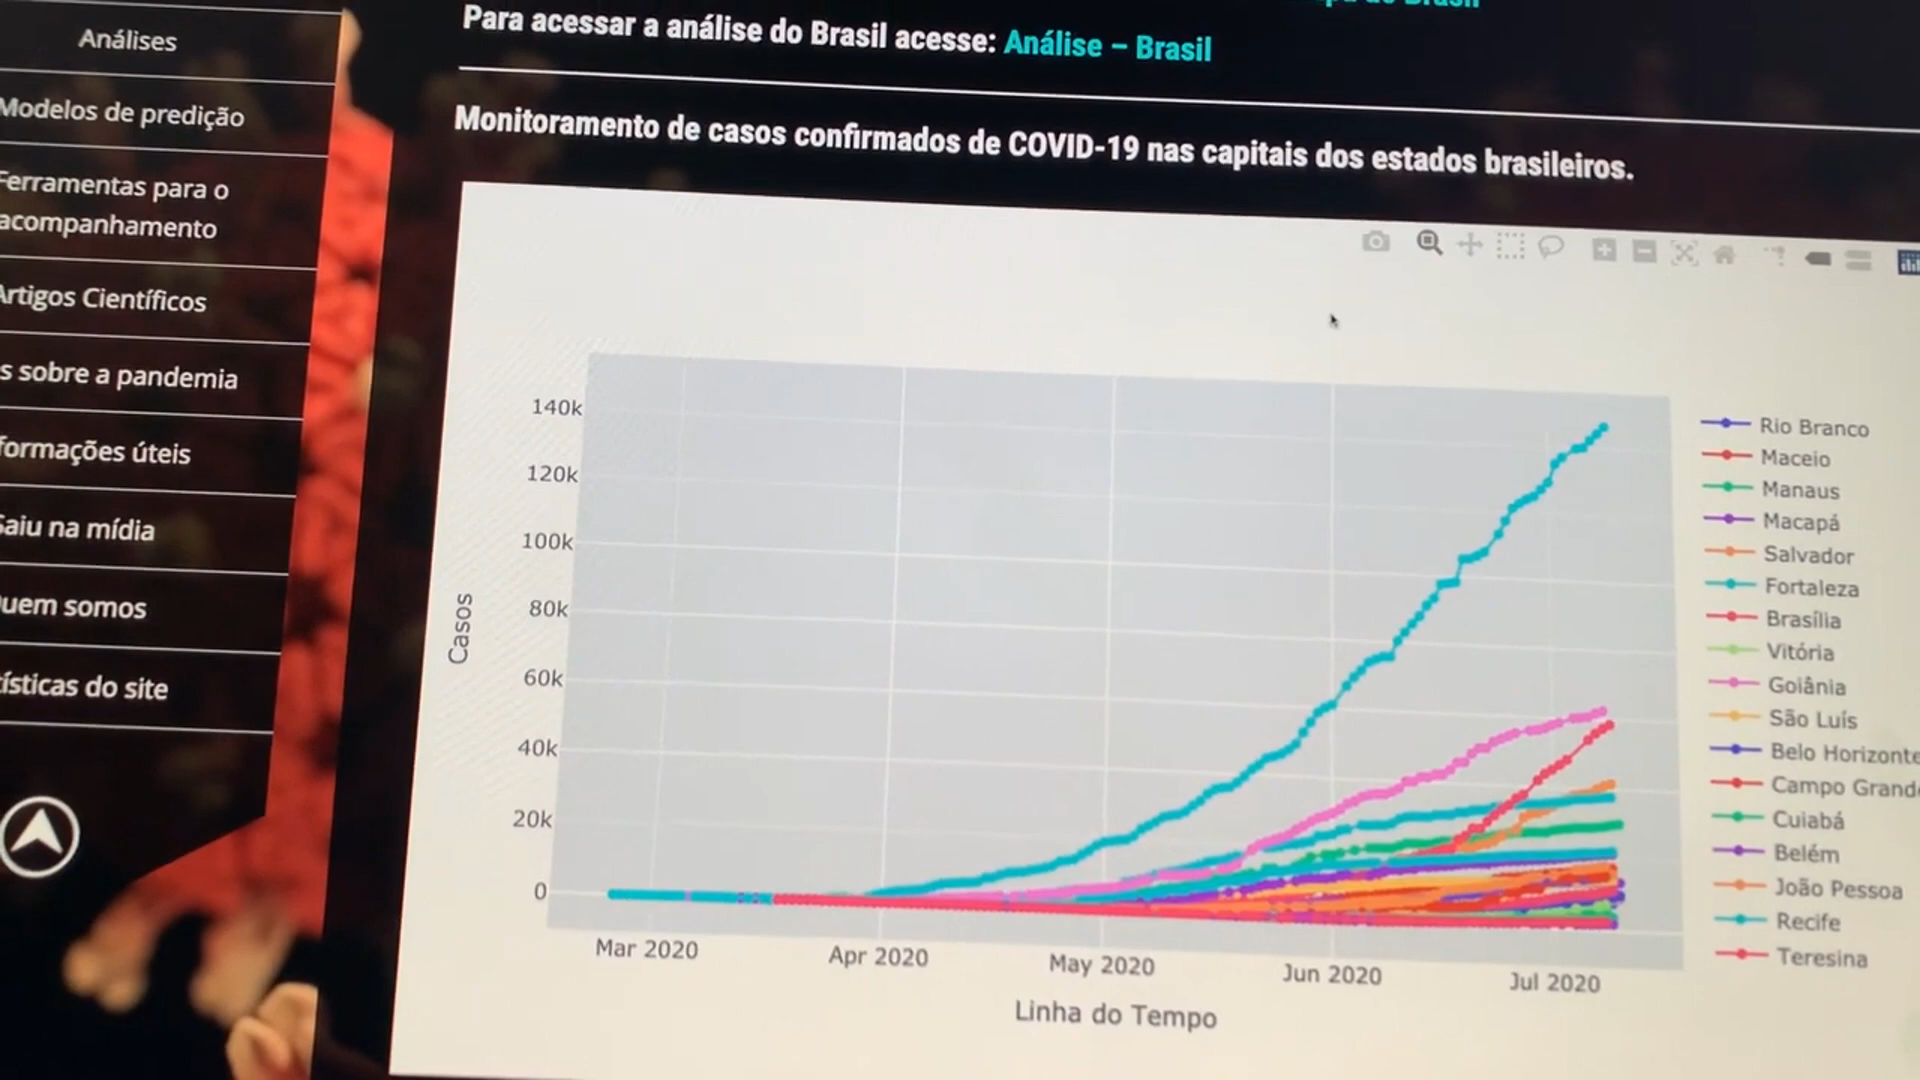 Para acessar a análise do Brasil acesse: Análise – Brasil
Análises
Modelos de predição
Ferramentas para o
acompanhamento
Artigos Científicos
s sobre a pandemia
formações úteis
Saiu na mídia
uem somos
ísticas do site
Monitoramento de casos confirmados de COVID-19 nas capitais dos estados brasileiros.
140k
120k
100k
80k
60k
40k
20k
0
Casos
Mar 2020
Apr 2020
May 2020
Jun 2020
Jul 2020
Linha do Tempo
Rio Branco
Maceio
Manaus
Macapá
Salvador
Fortaleza
Brasília
Vitória
Goiânia
São Luís
Belo Horizonte
Campo Grand
Cuiabá
Belém
João Pessoa
Recife
Teresina